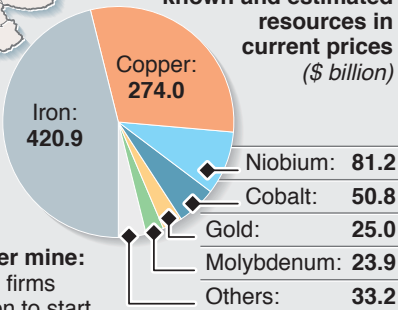 known and estimated
resources in
current prices
($ billion)
Copper:
274.0
Iron:
420.9
Niobium: 81.2
Cobalt: 50.8
Gold: 25.0
Molybdenum: 23.9
Others: 33.2
er mine:
firms
en to start